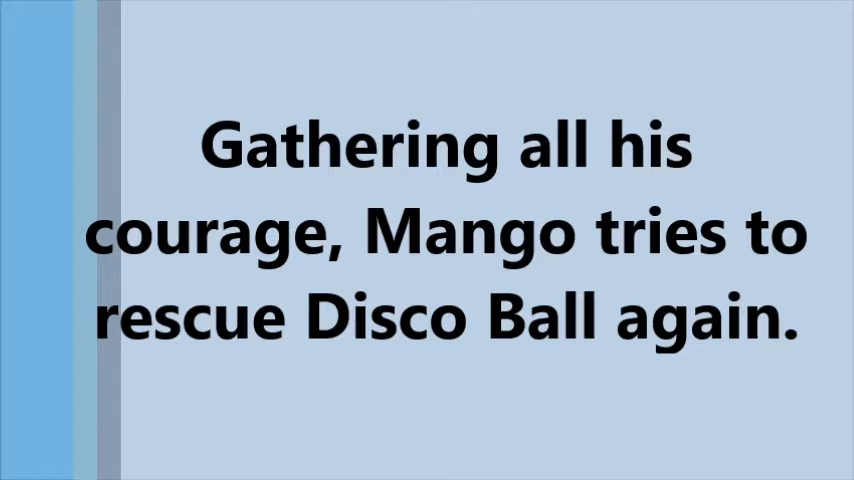 Gathering all his
courage, Mango tries to
rescue Disco Ball again.